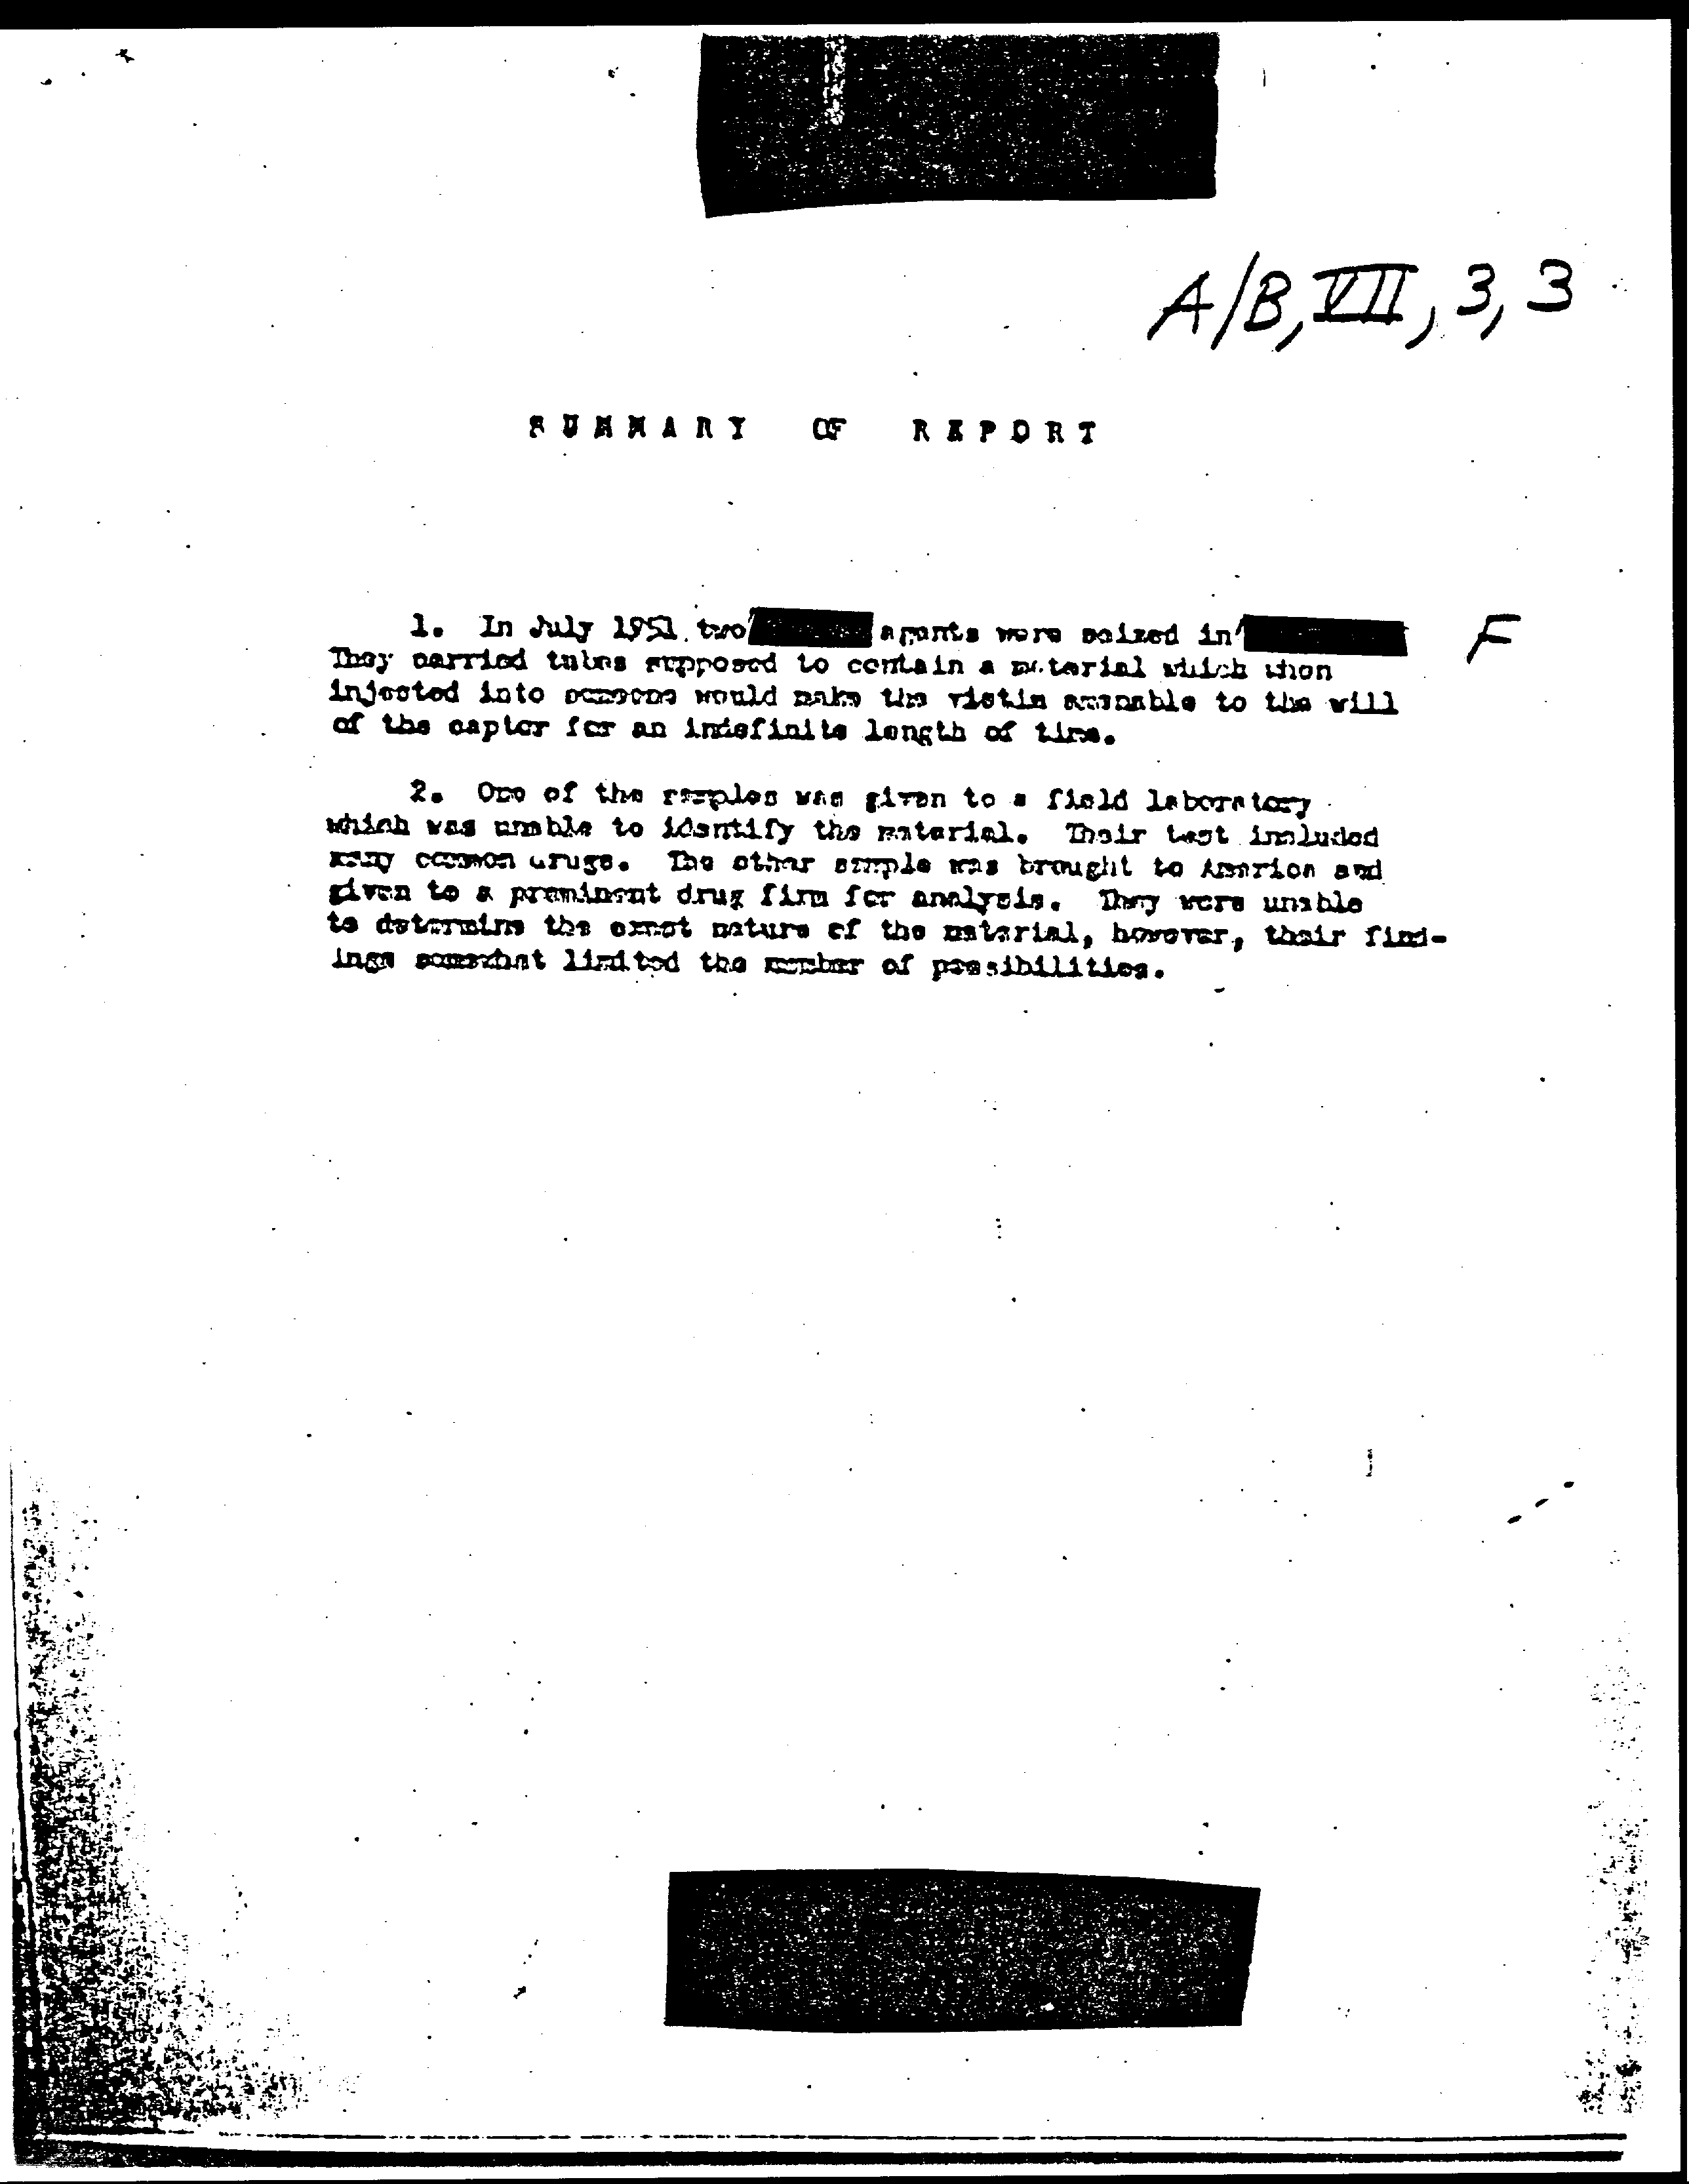 A/B, VII, 3, 3
SUMMARY OF REPORT
1. In July 1951 two agents were seized in F
They carried tubes supposed to contain a material which when
injected into someone would make the victim amenable to the will
of the captor for an indefinite length of time.
2. One of the samples was given to a field laboratory
which was unable to identify the material. Their test included
many common drugs. The other sample was brought to America and
given to a prominent drug firm for analysis. They were unable
to determine the exact nature of the material, however, their find-
ings somewhat limited the number of possibilities.